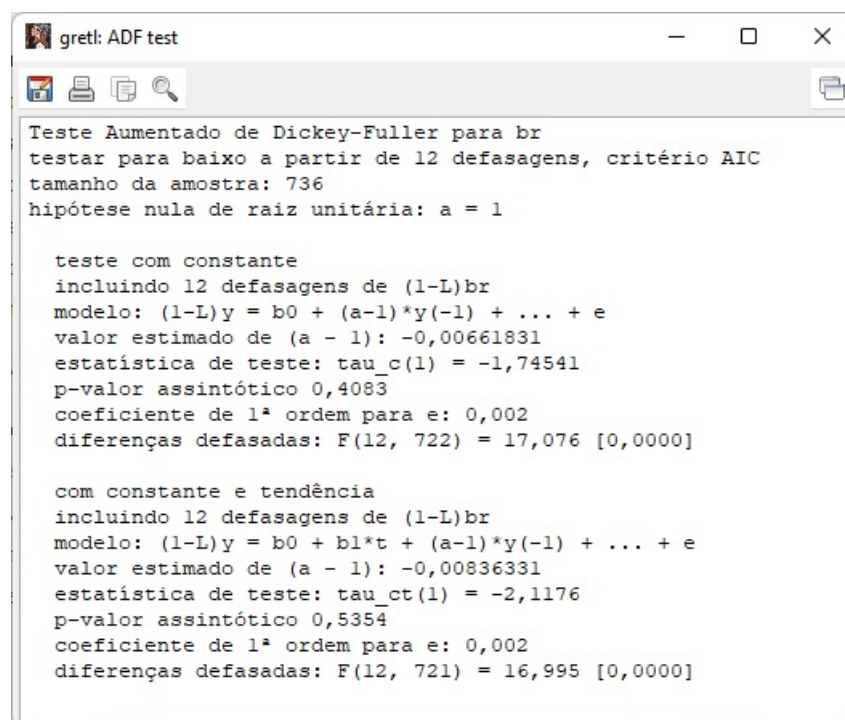 gretl: ADF test
Teste Aumentado de Dickey-Fuller para br
testar para baixo a partir de 12 defasagens, critério AIC
tamanho da amostra: 736
hipótese nula de raiz unitária: a = 1
teste com constante
incluindo 12 defasagens de (1-L)br
modelo: (1-L)y = b0 + (a-1)*y(-1) + ... + e
valor estimado de (a - 1): -0,00661831
estatística de teste: tau_c(1) = -1,74541
p-valor assintótico 0,4083
coeficiente de 1ª ordem para e: 0,002
diferenças defasadas: F(12, 722) = 17,076 [0,0000]
com constante e tendência
incluindo 12 defasagens de (1-L)br
modelo: (1-L)y = b0 + b1*t + (a-1)*y(-1) + ... + e
valor estimado de (a - 1): -0,00836331
estatística de teste: tau_ct(1) = -2,1176
p-valor assintótico 0,5354
coeficiente de 1ª ordem para e: 0,002
diferenças defasadas: F(12, 721) = 16,995 [0,0000]